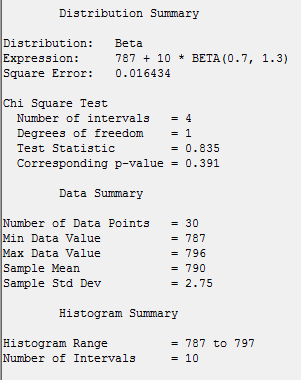 Distribution Summary
Distribution: Beta
Expression: 787 + 10 * BETA(0.7, 1.3)
Square Error: 0.016434
Chi Square Test
Number of intervals = 4
Degrees of freedom = 1
Test Statistic = 0.835
Corresponding p-value = 0.391
Data Summary
Number of Data Points = 30
Min Data Value = 787
Max Data Value = 796
Sample Mean = 790
Sample Std Dev = 2.75
Histogram Summary
Histogram Range = 787 to 797
Number of Intervals = 10